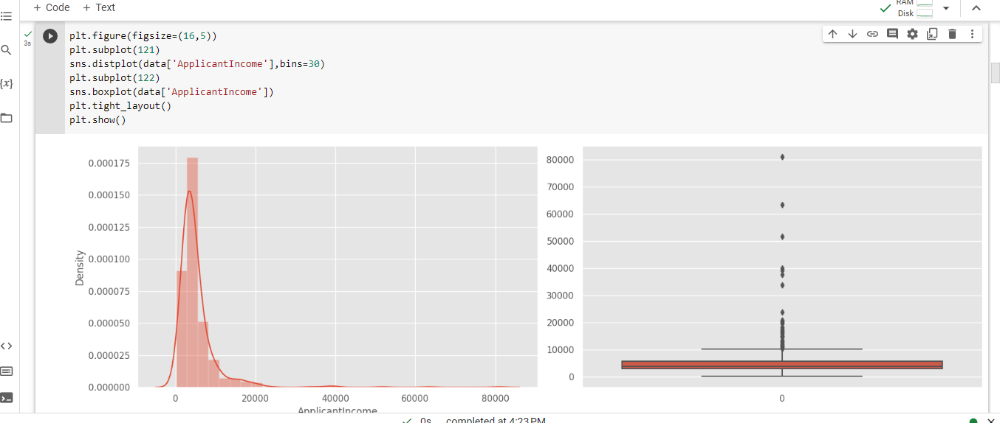 + Code + Text
RAM
Disk
3s
plt.figure(figsize=(16,5))
plt.subplot(121)
sns.distplot(data['ApplicantIncome'],bins=30)
plt.subplot(122)
sns.boxplot(data['ApplicantIncome'])
plt.tight_layout()
plt.show()
{x}
0.000175
0.000150
0.000125
0.000100
0.000075
0.000050
0.000025
0.000000
Density
0 20000 40000 60000 80000
ApplicantIncome
80000
70000
60000
50000
40000
30000
20000
10000
0
0
0s completed at 4:23 PM